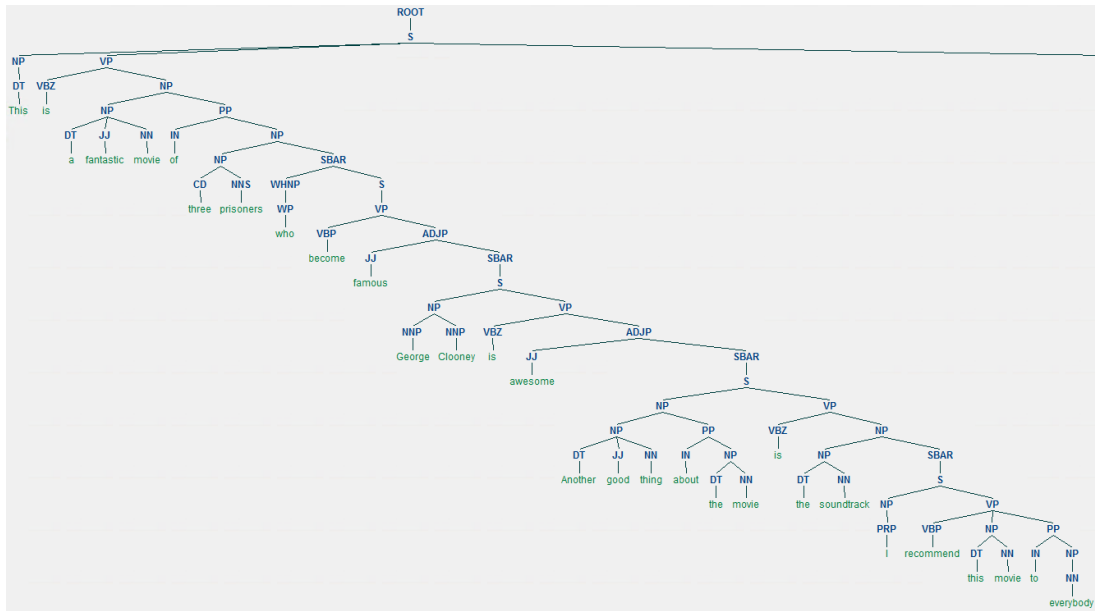 ROOT
S
NP VP
DT VBZ NP
This is NP PP
DT JJ NN IN NP
a fantastic movie of NP SBAR
CD NNS WHNP S
three prisoners WP VP
who VBP ADJP
become JJ SBAR
famous S
NP VP
NNP NNP VBZ ADJP
George Clooney is JJ SBAR
awesome S
NP VP
NP PP VBZ NP
DT JJ NN IN NP is NP SBAR
Another good thing about DT NN DT NN S
the movie the soundtrack NP VP
PRP VBP NP PP
I recommend DT NN IN NP
this movie to NN
everybody